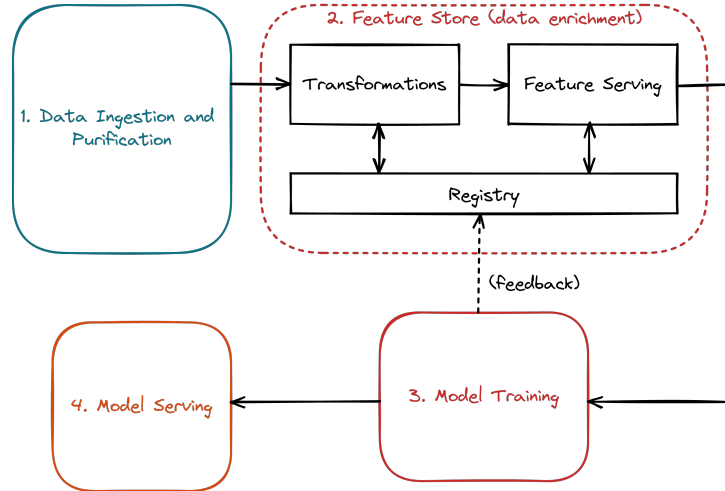 2. Feature Store (data enrichment)
Transformations
Feature Serving
1. Data Ingestion and
Purification
Registry
(feedback)
3. Model Training
4. Model Serving